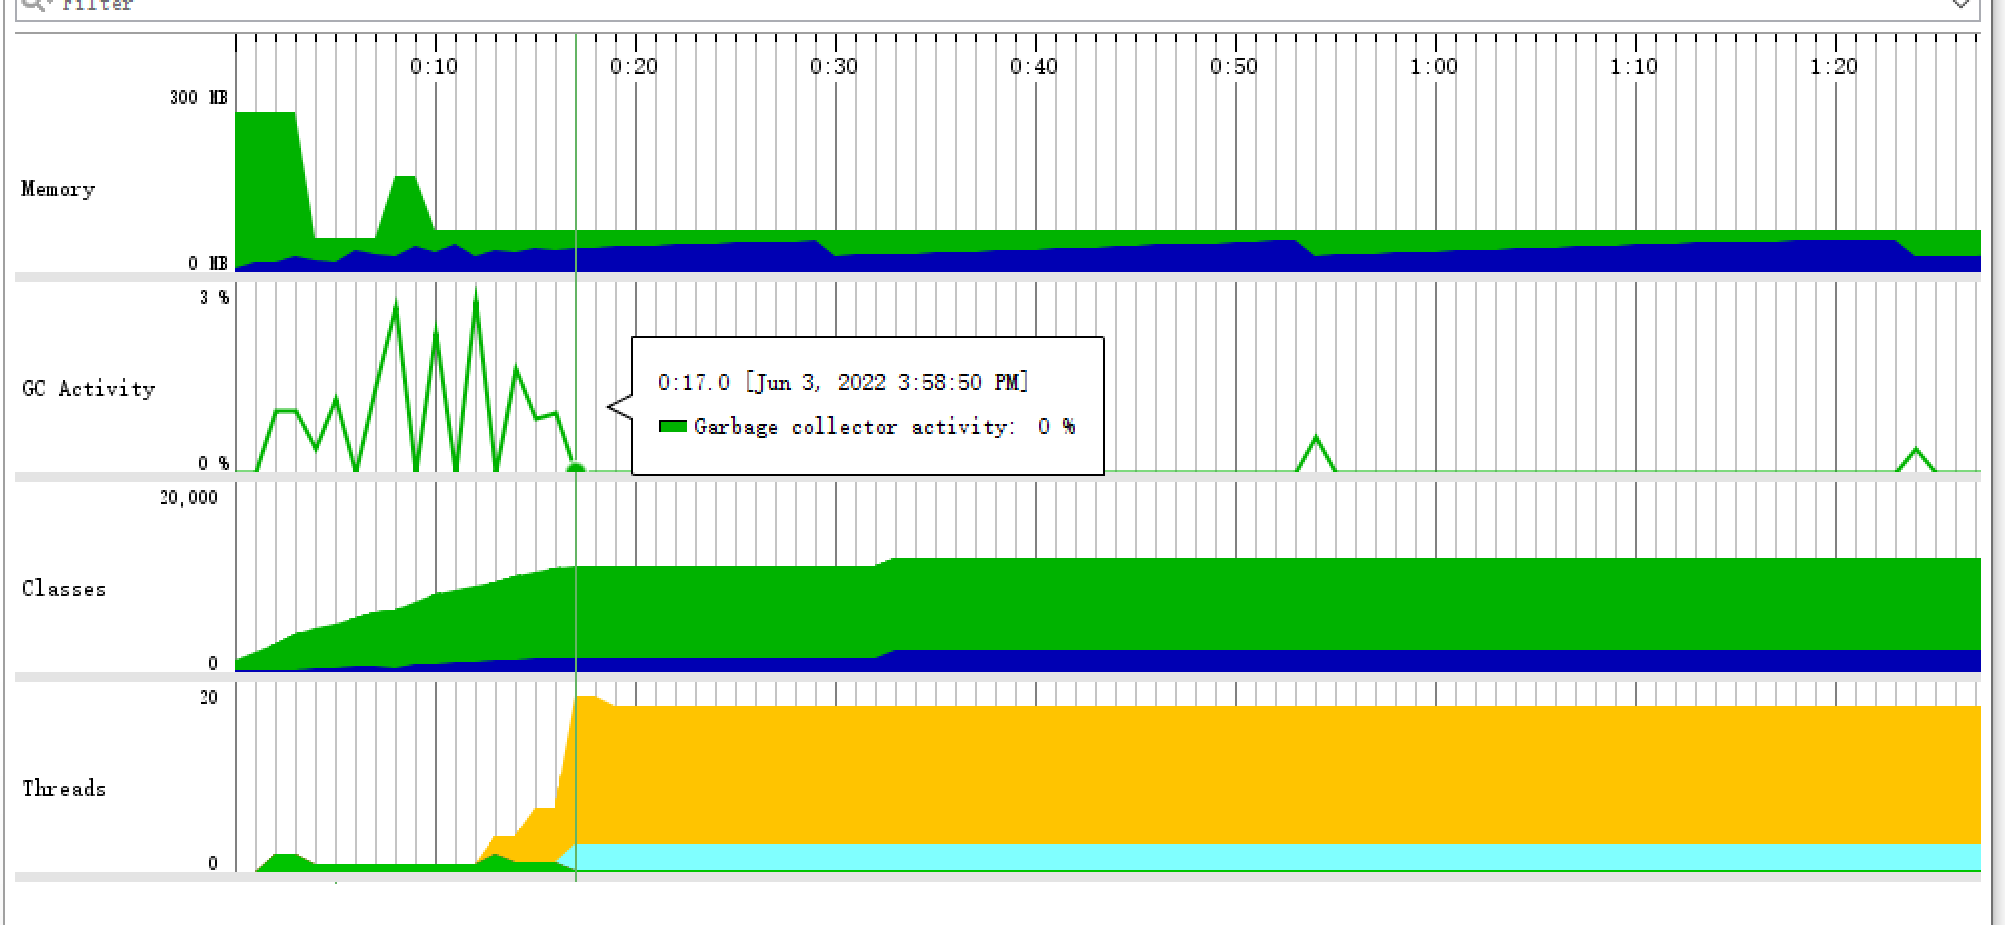 Filter
0:10 0:20 0:30 0:40 0:50 1:00 1:10 1:20
300 MB
Memory
0 MB
3 %
GC Activity
0:17.0 [Jun 3, 2022 3:58:50 PM]
Garbage collector activity: 0 %
0 %
20,000
Classes
0
20
Threads
0